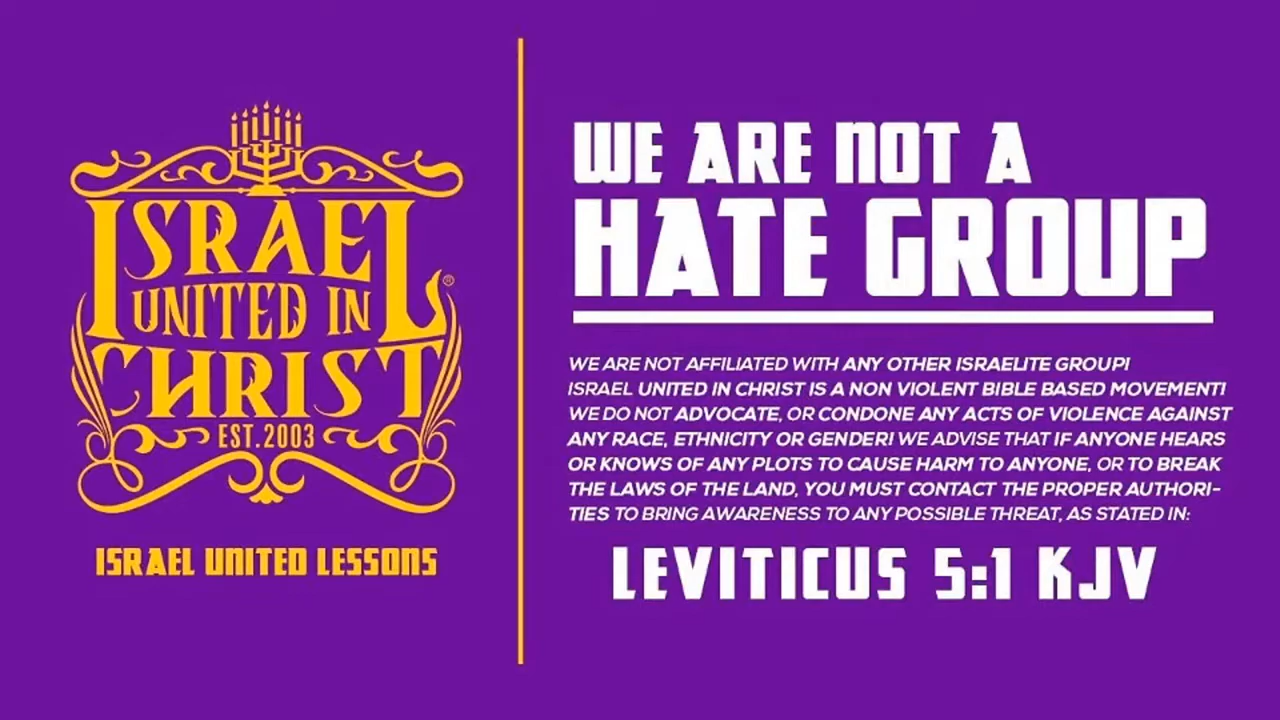 ISRAEL
UNITED IN
CHRIST
EST.2003
®
ISRAEL UNITED LESSONS
WE ARE NOT A
HATE GROUP
WE ARE NOT AFFILIATED WITH ANY OTHER ISRAELITE GROUP!
ISRAEL UNITED IN CHRIST IS A NON VIOLENT BIBLE BASED MOVEMENT!
WE DO NOT ADVOCATE, OR CONDONE ANY ACTS OF VIOLENCE AGAINST
ANY RACE, ETHNICITY OR GENDER! WE ADVISE THAT IF ANYONE HEARS
OR KNOWS OF ANY PLOTS TO CAUSE HARM TO ANYONE, OR TO BREAK
THE LAWS OF THE LAND, YOU MUST CONTACT THE PROPER AUTHORI-
TIES TO BRING AWARENESS TO ANY POSSIBLE THREAT, AS STATED IN:
LEVITICUS 5:1 KJV